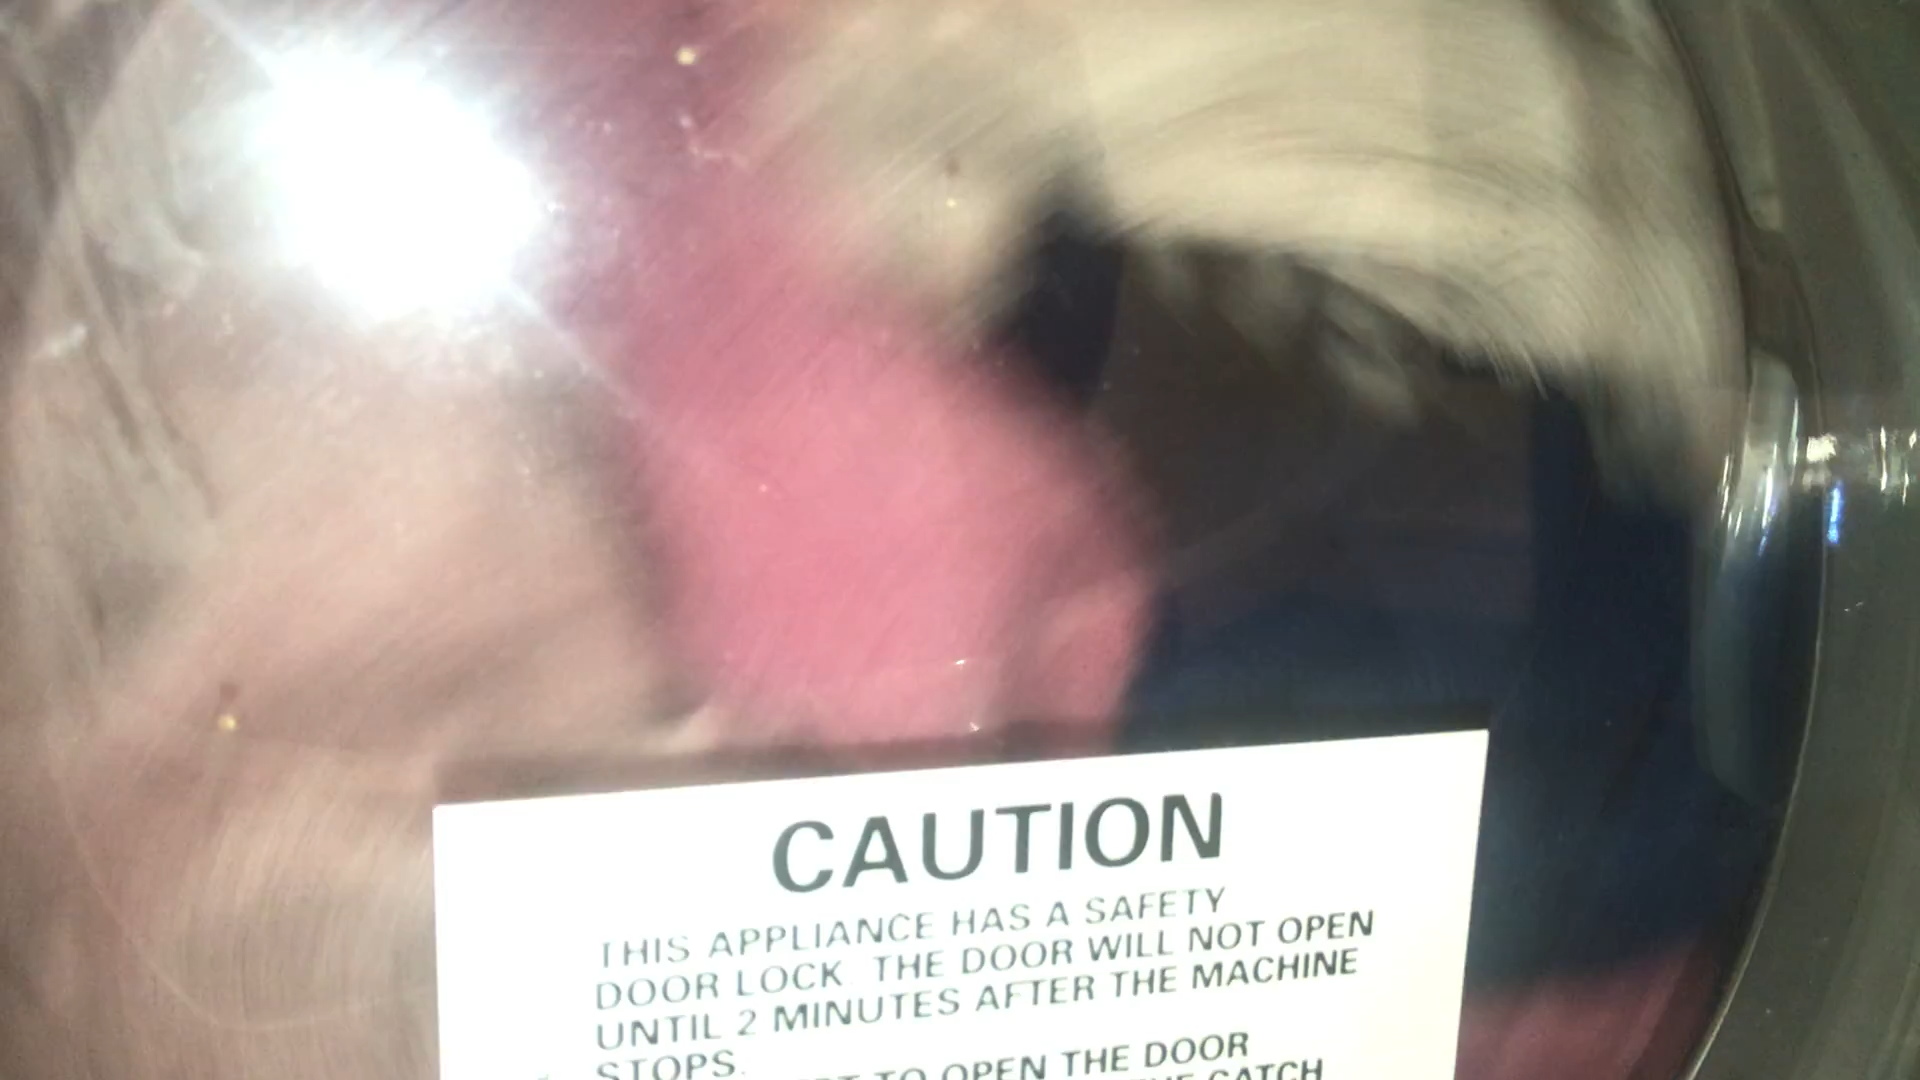 CAUTION
THIS APPLIANCE HAS A SAFETY
DOOR LOCK. THE DOOR WILL NOT OPEN
UNTIL 2 MINUTES AFTER THE MACHINE
STOPS.
TO OPEN THE DOOR
CATCH